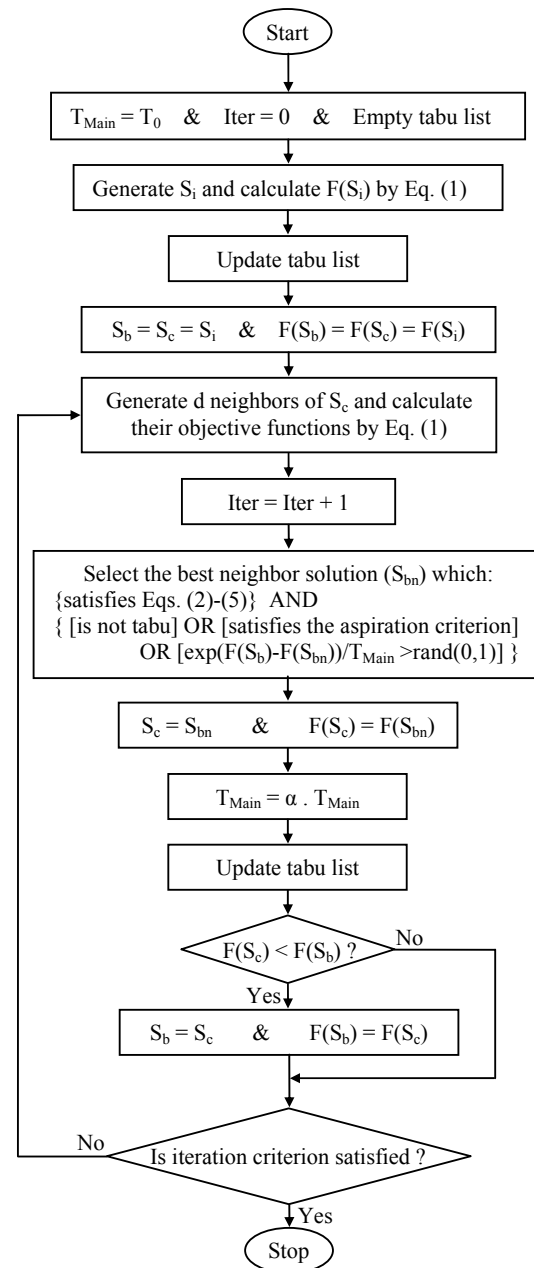 Start
T_Main = T_0 & Iter = 0 & Empty tabu list
Generate S_i and calculate F(S_i) by Eq. (1)
Update tabu list
S_b = S_c = S_i & F(S_b) = F(S_c) = F(S_i)
Generate d neighbors of S_c and calculate
their objective functions by Eq. (1)
Iter = Iter + 1
Select the best neighbor solution (S_bn) which:
{satisfies Eqs. (2)-(5)} AND
{ [is not tabu] OR [satisfies the aspiration criterion]
OR [exp(F(S_b)-F(S_bn))/T_Main >rand(0,1)] }
S_c = S_bn & F(S_c) = F(S_bn)
T_Main = α . T_Main
Update tabu list
F(S_c) < F(S_b) ?
No
Yes
S_b = S_c & F(S_b) = F(S_c)
No
Is iteration criterion satisfied ?
Yes
Stop